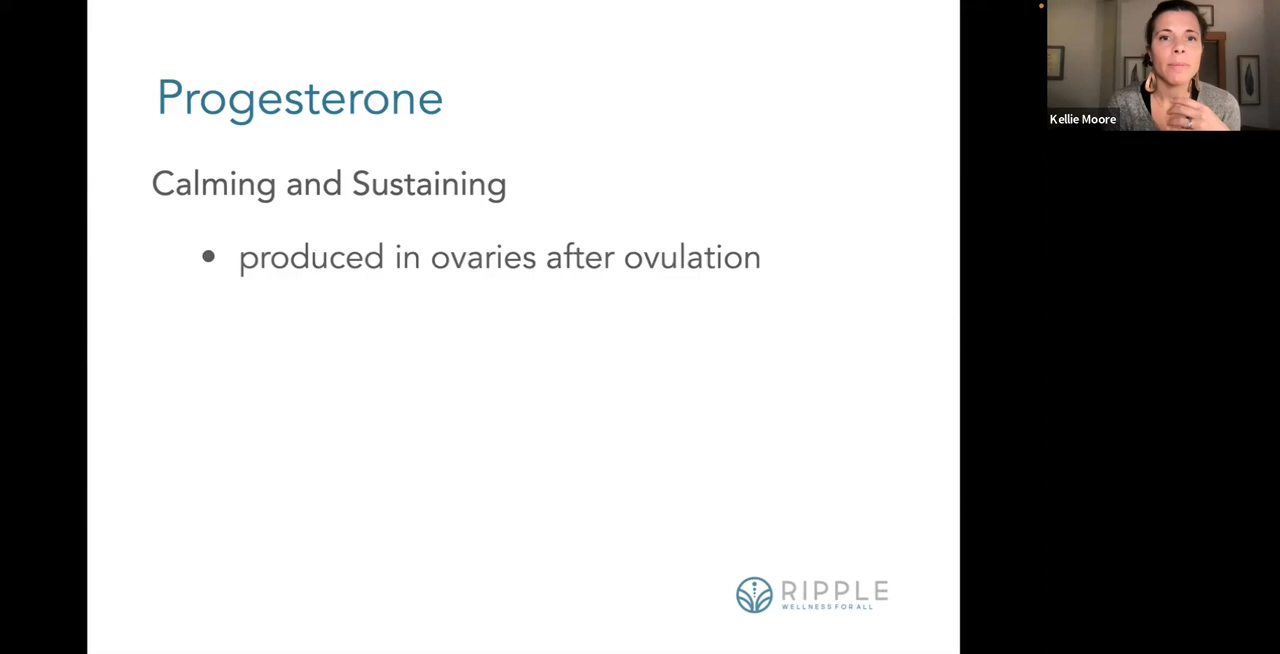 Progesterone
Calming and Sustaining
• produced in ovaries after ovulation
RIPPLE
WELLNESS FOR ALL
Kellie Moore